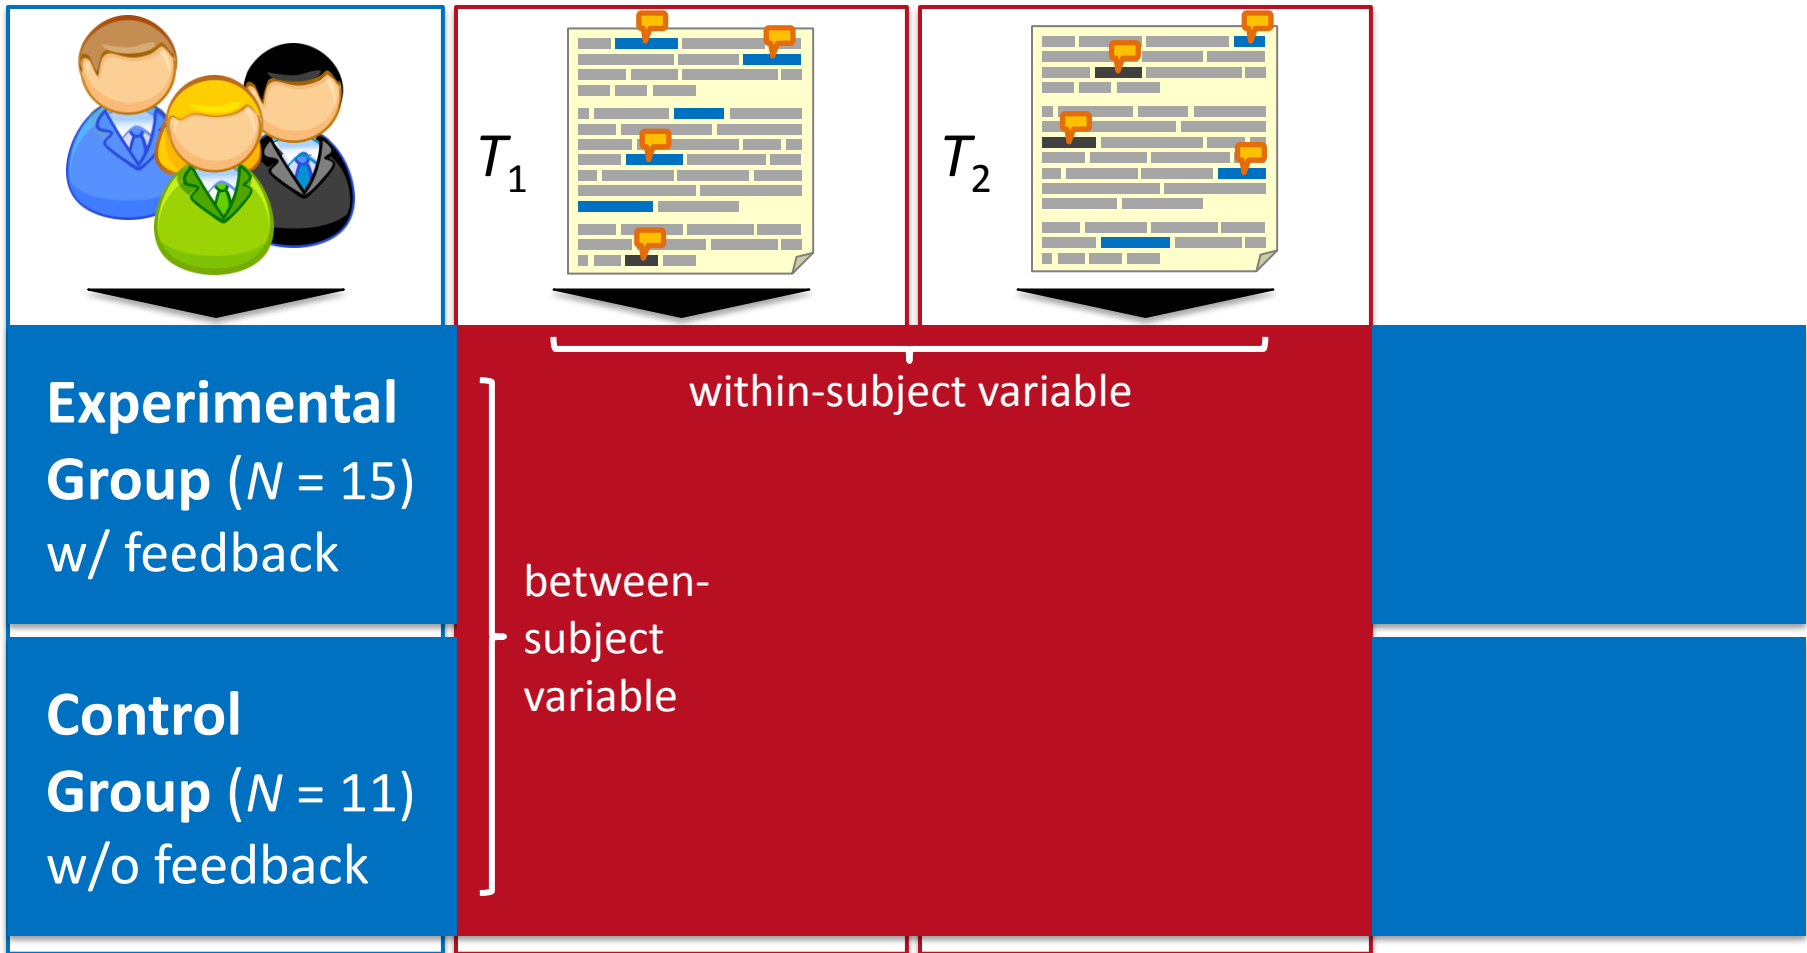 T1
T2
within-subject variable
Experimental
Group (N = 15)
w/ feedback
between-
subject
variable
Control
Group (N = 11)
w/o feedback